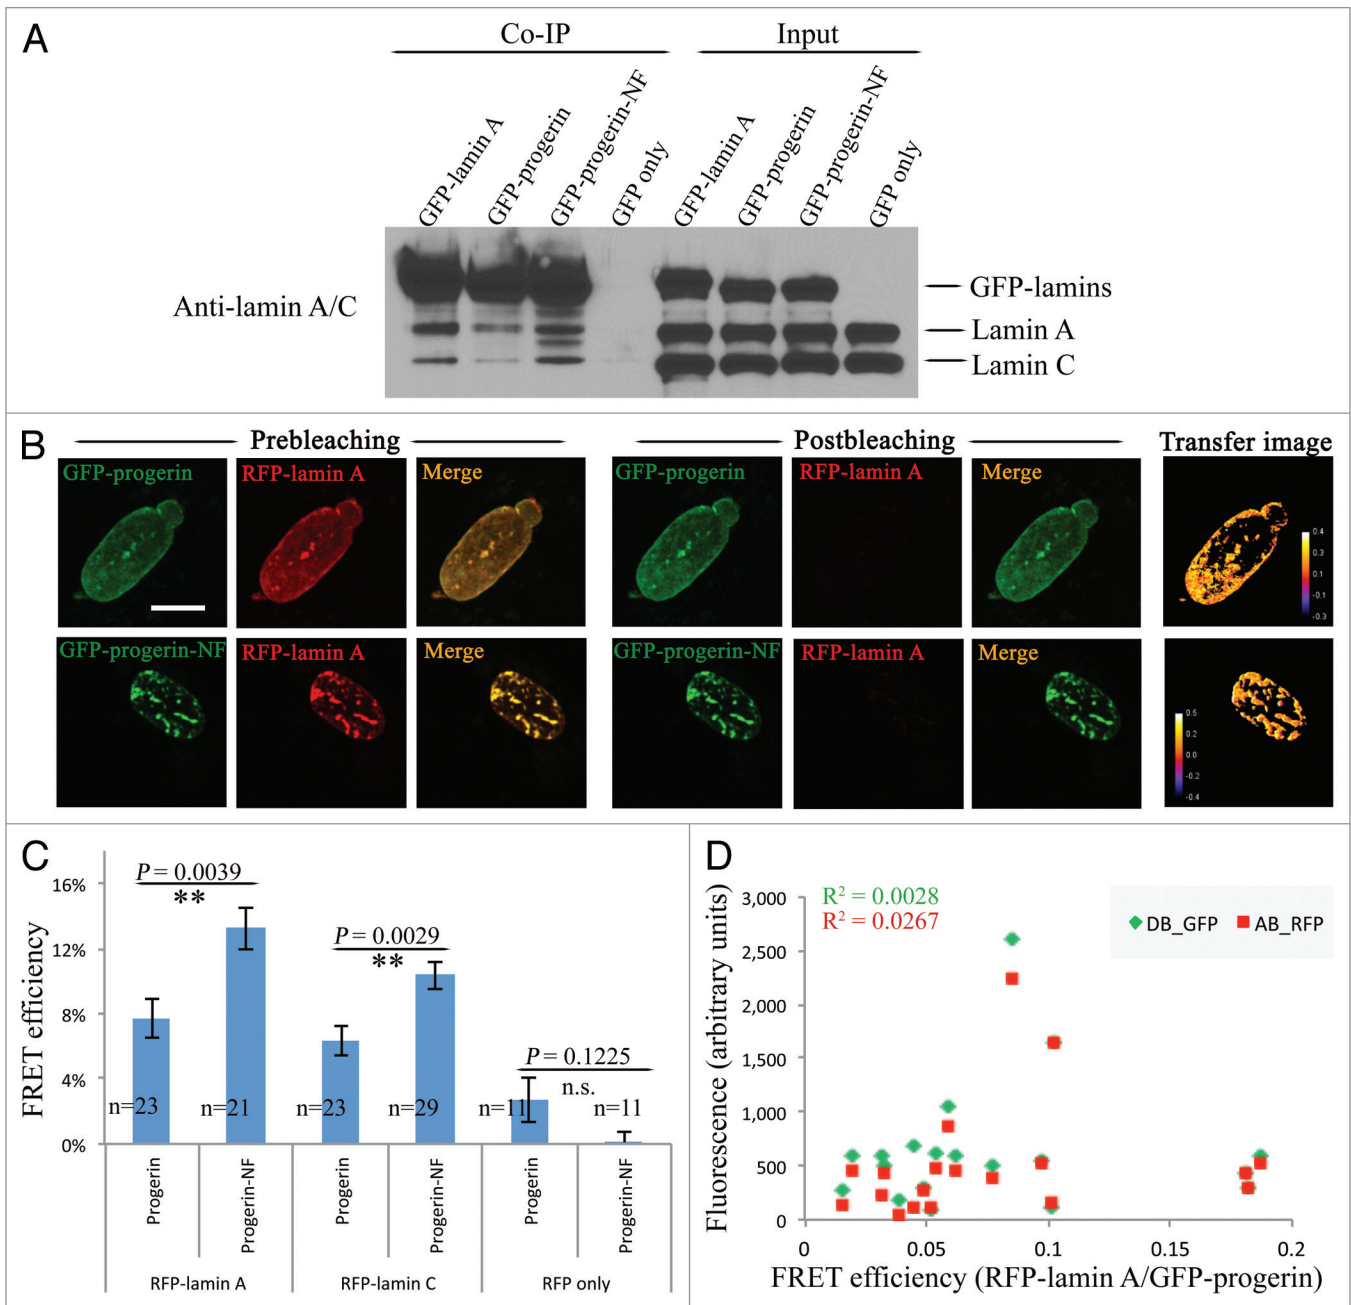 A
Co-IP
Input
GFP-lamin A
GFP-progerin
GFP-progerin-NF
GFP only
GFP-lamin A
GFP-progerin
GFP-progerin-NF
GFP only
Anti-lamin A/C
GFP-lamins
Lamin A
Lamin C
B
Prebleaching
Postbleaching
Transfer image
GFP-progerin
RFP-lamin A
Merge
GFP-progerin
RFP-lamin A
Merge
0.4
0.3
0.1
-0.1
-0.3
GFP-progerin-NF
RFP-lamin A
Merge
GFP-progerin-NF
RFP-lamin A
Merge
0.5
0.2
0.0
-0.2
-0.4
C
FRET efficiency
16%
12%
8%
4%
0%
P = 0.0039
**
P = 0.0029
**
P = 0.1225
n.s.
n=23
n=21
n=23
n=29
n=11
n=11
Progerin
Progerin-NF
Progerin
Progerin-NF
Progerin
Progerin-NF
RFP-lamin A
RFP-lamin C
RFP only
D
R² = 0.0028
R² = 0.0267
DB_GFP
AB_RFP
Fluorescence (arbitrary units)
3,000
2,500
2,000
1,500
1,000
500
0
0
0.05
0.1
0.15
0.2
FRET efficiency (RFP-lamin A/GFP-progerin)